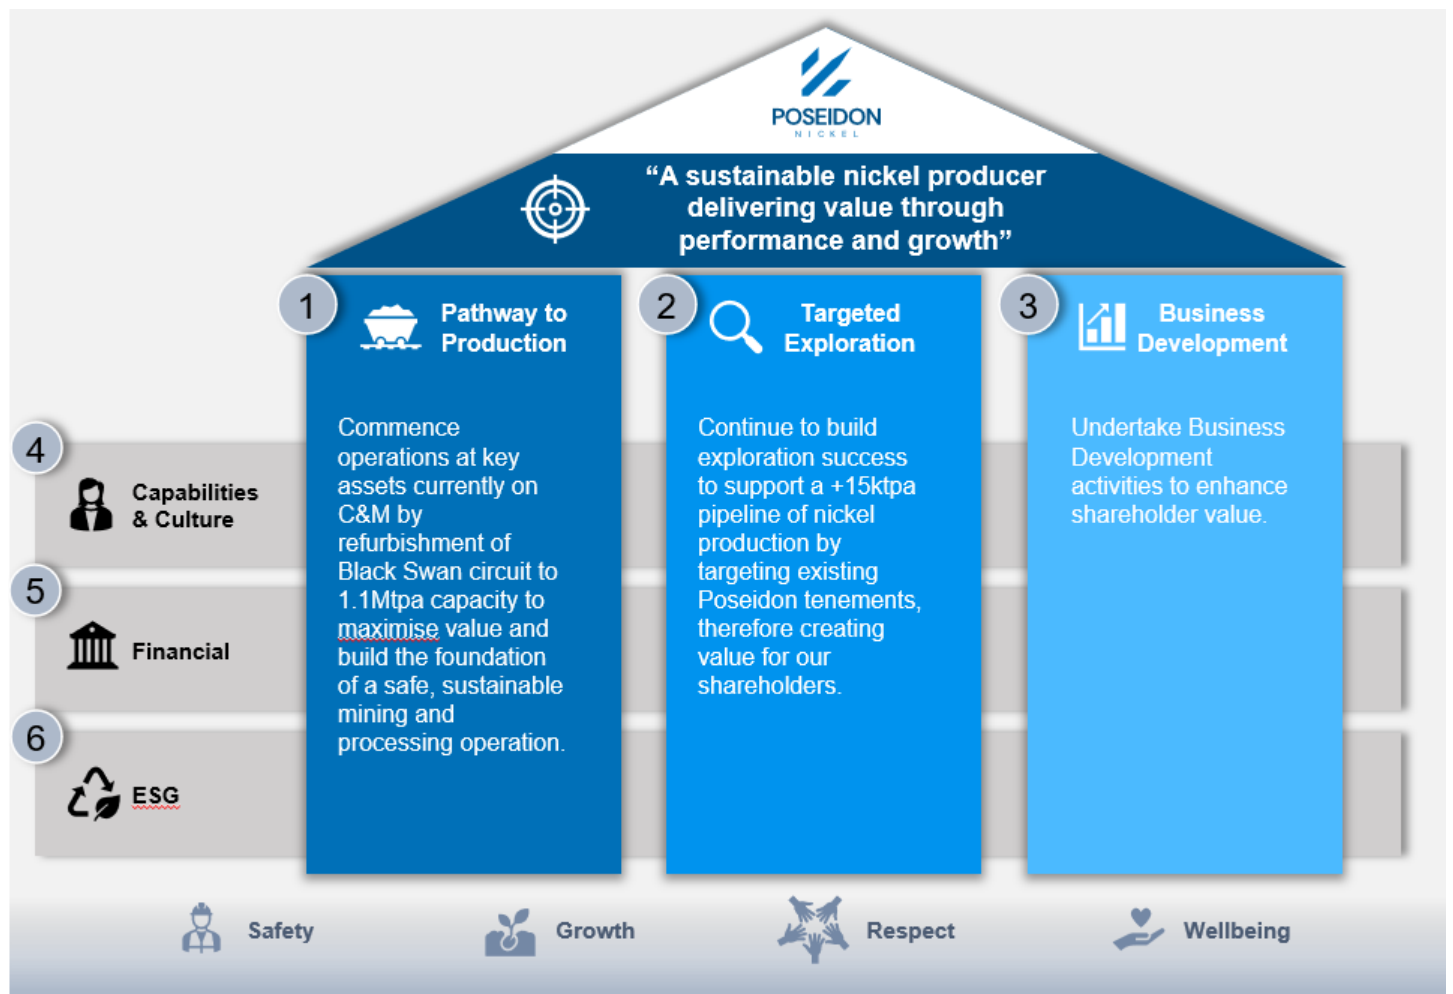 POSEIDON
NICKEL
“A sustainable nickel producer
delivering value through
performance and growth”
1
Pathway to
Production
Commence
operations at key
assets currently on
C&M by
refurbishment of
Black Swan circuit to
1.1Mtpa capacity to
maximise value and
build the foundation
of a safe, sustainable
mining and
processing operation.
2
Targeted
Exploration
Continue to build
exploration success
to support a +15ktpa
pipeline of nickel
production by
targeting existing
Poseidon tenements,
therefore creating
value for our
shareholders.
3
Business
Development
Undertake Business
Development
activities to enhance
shareholder value.
4
Capabilities
& Culture
5
Financial
6
ESG
Safety
Growth
Respect
Wellbeing